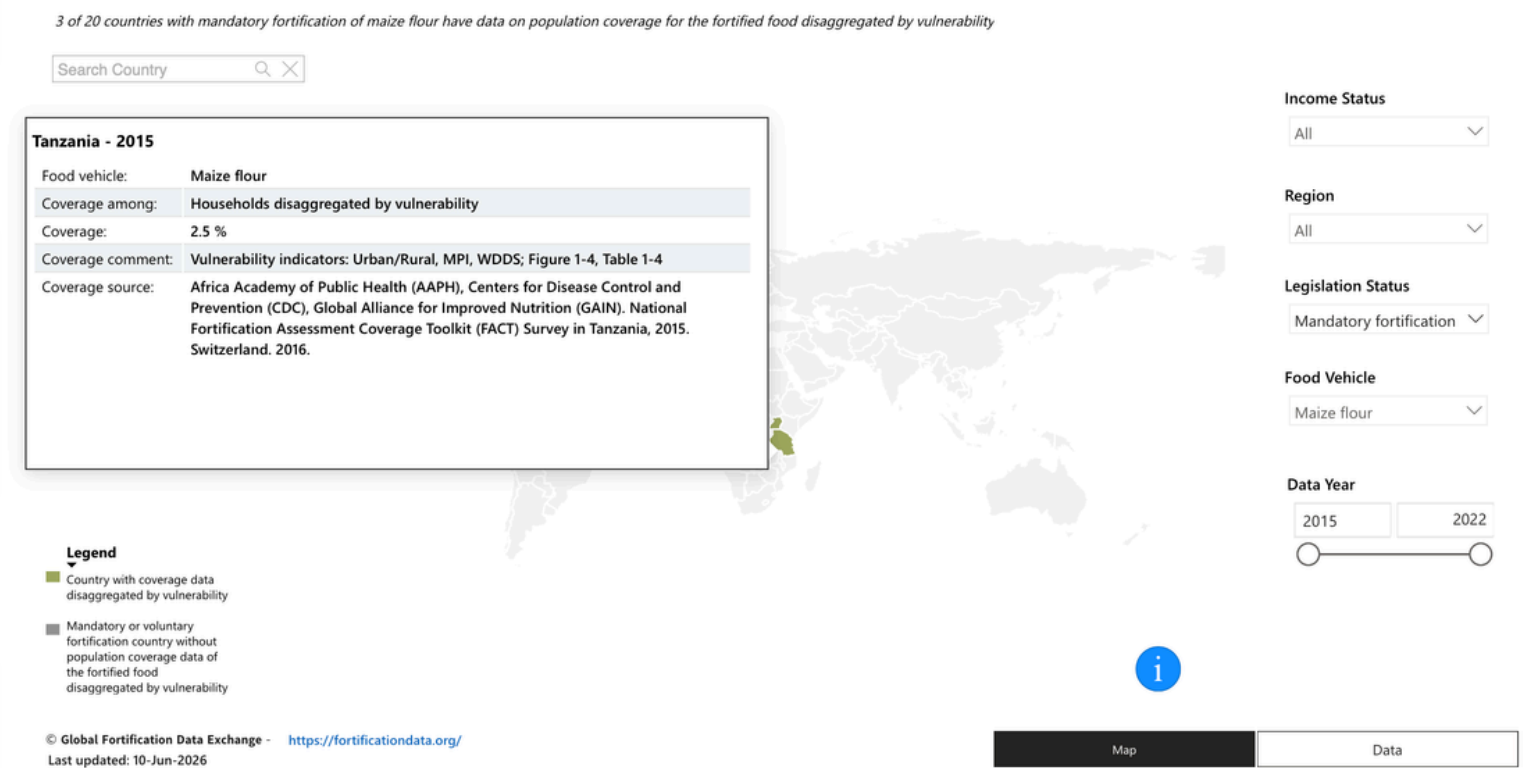 3 of 20 countries with mandatory fortification of maize flour have data on population coverage for the fortified food disaggregated by vulnerability
Search Country
Tanzania - 2015
Food vehicle: Maize flour
Coverage among: Households disaggregated by vulnerability
Coverage: 2.5 %
Coverage comment: Vulnerability indicators: Urban/Rural, MPI, WDDS; Figure 1-4, Table 1-4
Coverage source: Africa Academy of Public Health (AAPH), Centers for Disease Control and
Prevention (CDC), Global Alliance for Improved Nutrition (GAIN). National
Fortification Assessment Coverage Toolkit (FACT) Survey in Tanzania, 2015.
Switzerland. 2016.
Income Status
All
Region
All
Legislation Status
Mandatory fortification
Food Vehicle
Maize flour
Data Year
2015 2022
Legend
Country with coverage data
disaggregated by vulnerability
Mandatory or voluntary
fortification country without
population coverage data of
the fortified food
disaggregated by vulnerability
i
© Global Fortification Data Exchange - https://fortificationdata.org/
Last updated: 10-Jun-2026
Map Data